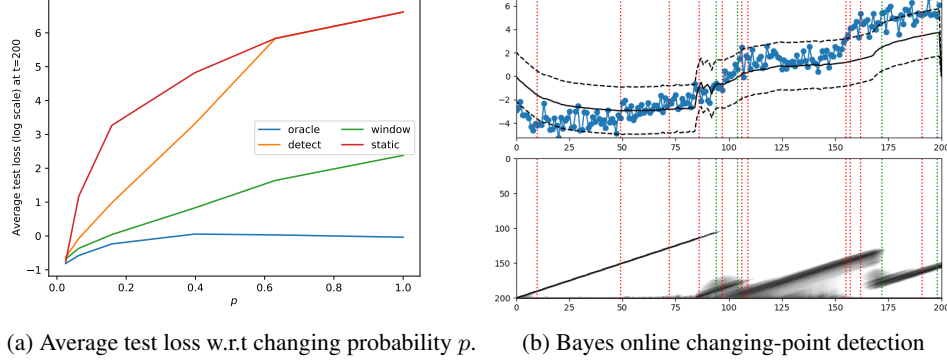 Average test loss (log scale) at t=200
6
5
4
3
2
1
0
−1
0.0 0.2 0.4 0.6 0.8 1.0
p
oracle window
detect static
6
4
2
0
−2
−4
0 25 50 75 100 125 150 175 200
0
50
100
150
200
0 25 50 75 100 125 150 175 200
(a) Average test loss w.r.t changing probability p.
(b) Bayes online changing-point detection